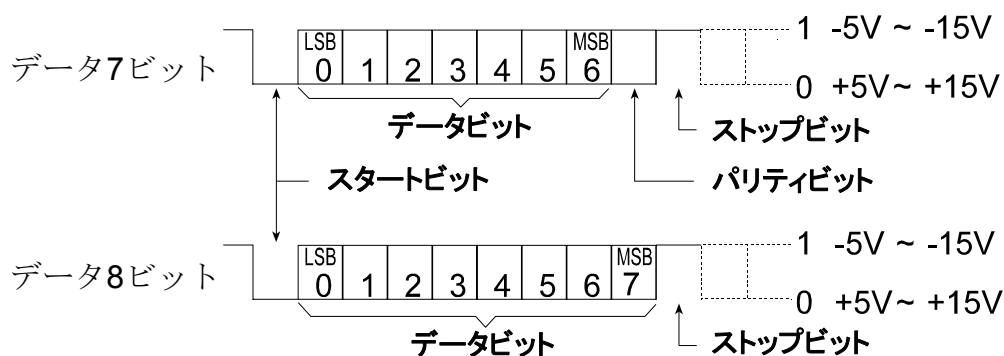 LSB MSB 1 -5V ~ -15V
データ7ビット 0 1 2 3 4 5 6 0 +5V~ +15V
データビット ストップビット
スタートビット パリティビット
LSB MSB 1 -5V ~ -15V
データ8ビット 0 1 2 3 4 5 6 7 0 +5V~ +15V
データビット ストップビット